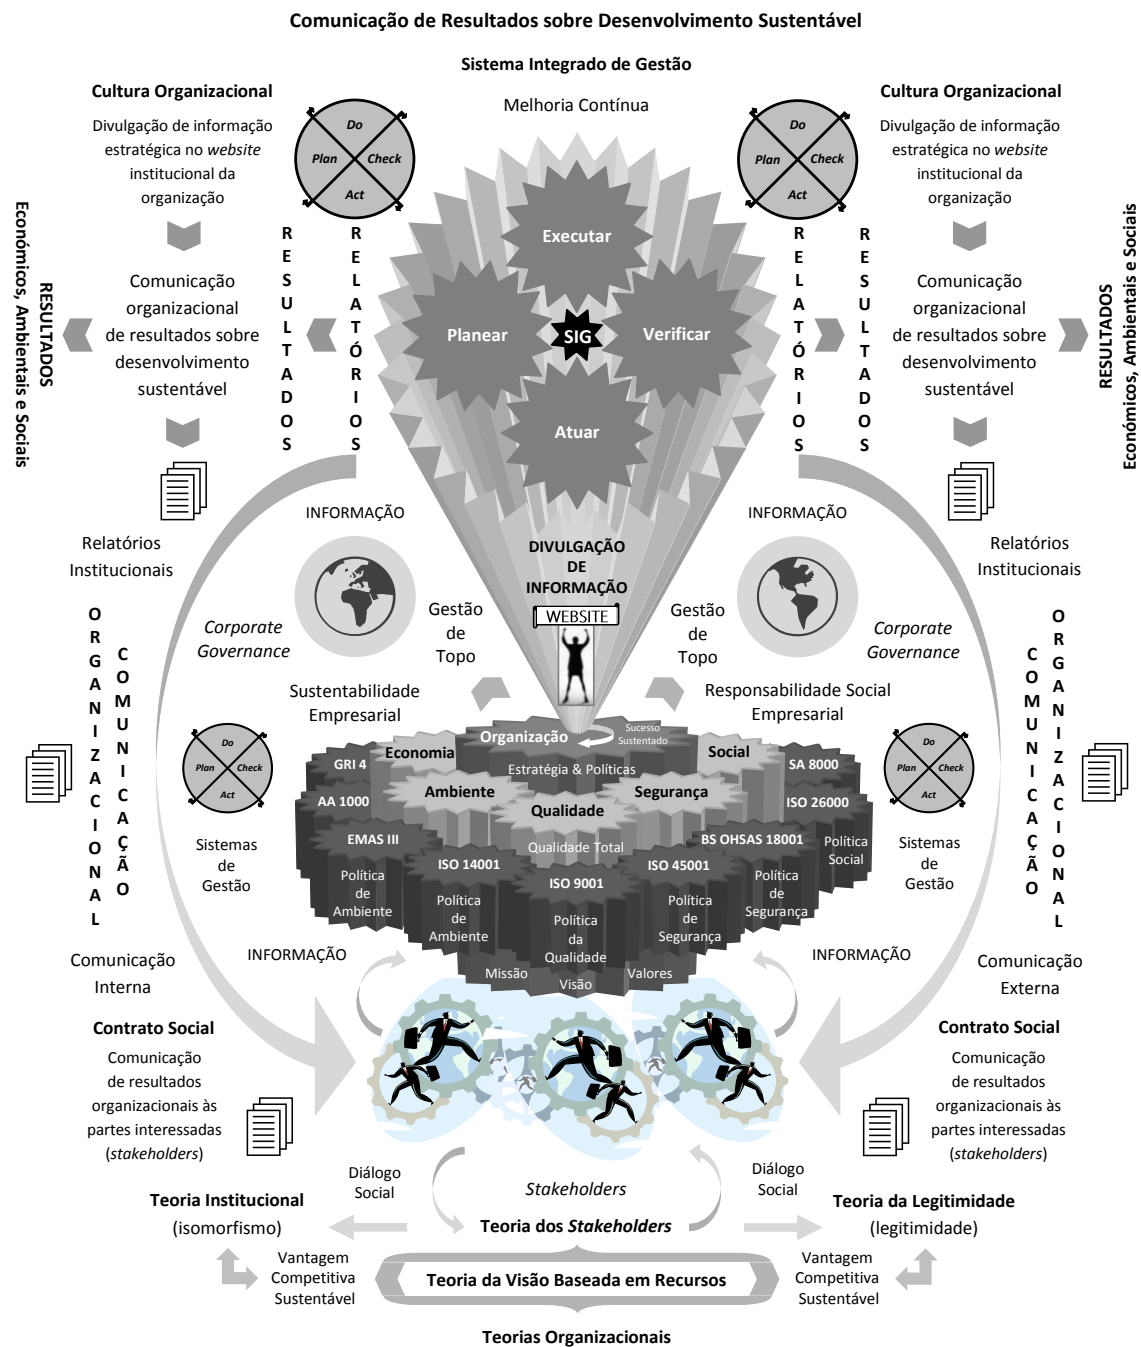 Comunicação de Resultados sobre Desenvolvimento Sustentável
Sistema Integrado de Gestão
Melhoria Contínua
Cultura Organizacional
Divulgação de informação
estratégica no website
institucional da
organização
Do
Plan
Check
Act
Comunicação
organizacional
de resultados sobre
desenvolvimento
sustentável
RESULTADOS
Económicos, Ambientais e Sociais
RESULTADOS
RELATÓRIOS
Relatórios
Institucionais
Executar
Planear
SIG
Verificar
Atuar
DIVULGAÇÃO
DE
INFORMAÇÃO
WEBSITE
Do
Plan
Check
Act
Cultura Organizacional
Divulgação de informação
estratégica no website
institucional da
organização
RELATÓRIOS
RESULTADOS
Comunicação
organizacional
de resultados sobre
desenvolvimento
sustentável
RESULTADOS
Económicos, Ambientais e Sociais
Relatórios
Institucionais
INFORMAÇÃO
INFORMAÇÃO
Gestão
de
Topo
Gestão
de
Topo
Corporate
Governance
Corporate
Governance
ORGANIZACIONAL
COMUNICAÇÃO
COMUNICAÇÃO
ORGANIZACIONAL
Sustentabilidade
Empresarial
Responsabilidade Social
Empresarial
Do
Plan
Check
Act
Sistemas
de
Gestão
Do
Plan
Check
Act
Sistemas
de
Gestão
Organização
Sucesso
Sustentado
Estratégia & Políticas
Economia
Social
Ambiente
Segurança
Qualidade
Qualidade Total
GRI 4
SA 8000
AA 1000
ISO 26000
EMAS III
BS OHSAS 18001
ISO 14001
ISO 45001
ISO 9001
Política
Social
Política
de
Ambiente
Política
de
Ambiente
Política
da
Qualidade
Política
de
Segurança
Política
de
Segurança
Missão
Visão
Valores
INFORMAÇÃO
INFORMAÇÃO
Comunicação
Interna
Comunicação
Externa
Contrato Social
Comunicação
de resultados
organizacionais às
partes interessadas
(stakeholders)
Contrato Social
Comunicação
de resultados
organizacionais às
partes interessadas
(stakeholders)
Diálogo
Social
Stakeholders
Diálogo
Social
Teoria Institucional
(isomorfismo)
Teoria dos Stakeholders
Teoria da Legitimidade
(legitimidade)
Vantagem
Competitiva
Sustentável
Teoria da Visão Baseada em Recursos
Vantagem
Competitiva
Sustentável
Teorias Organizacionais